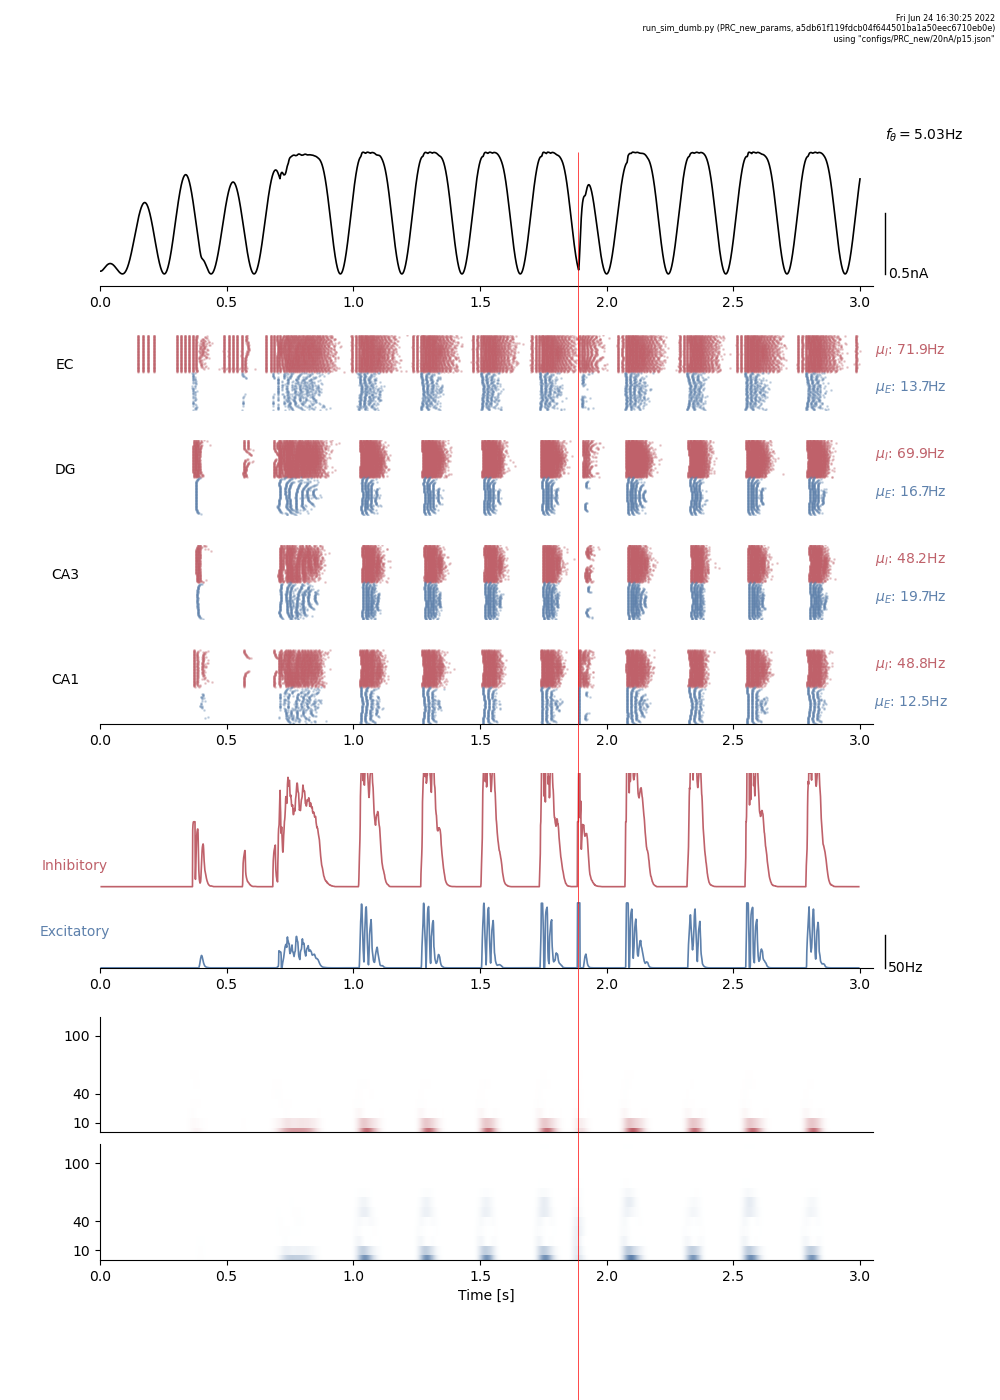 Fri Jun 24 16:30:25 2022
run_sim_dumb.py (PRC_new_params, a5db61f119fdcb04f644501ba1a50eec6710eb0e)
using "configs/PRC_new/20nA/p15.json"
fθ = 5.03Hz
0.5nA
0.0 0.5 1.0 1.5 2.0 2.5 3.0
EC
μI: 71.9Hz
μE: 13.7Hz
DG
μI: 69.9Hz
μE: 16.7Hz
CA3
μI: 48.2Hz
μE: 19.7Hz
CA1
μI: 48.8Hz
μE: 12.5Hz
0.0 0.5 1.0 1.5 2.0 2.5 3.0
Inhibitory
Excitatory
50Hz
0.0 0.5 1.0 1.5 2.0 2.5 3.0
100
40
10
100
40
10
0.0 0.5 1.0 1.5 2.0 2.5 3.0
Time [s]